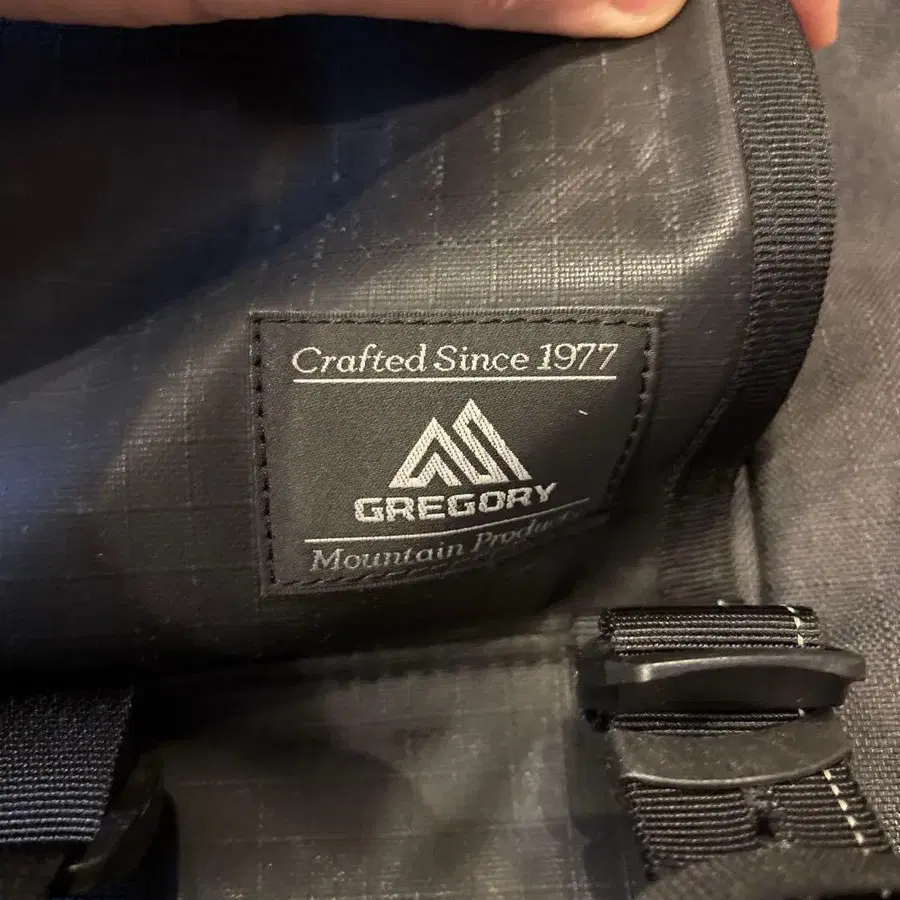 Crafted Since 1977
GREGORY
Mountain Products